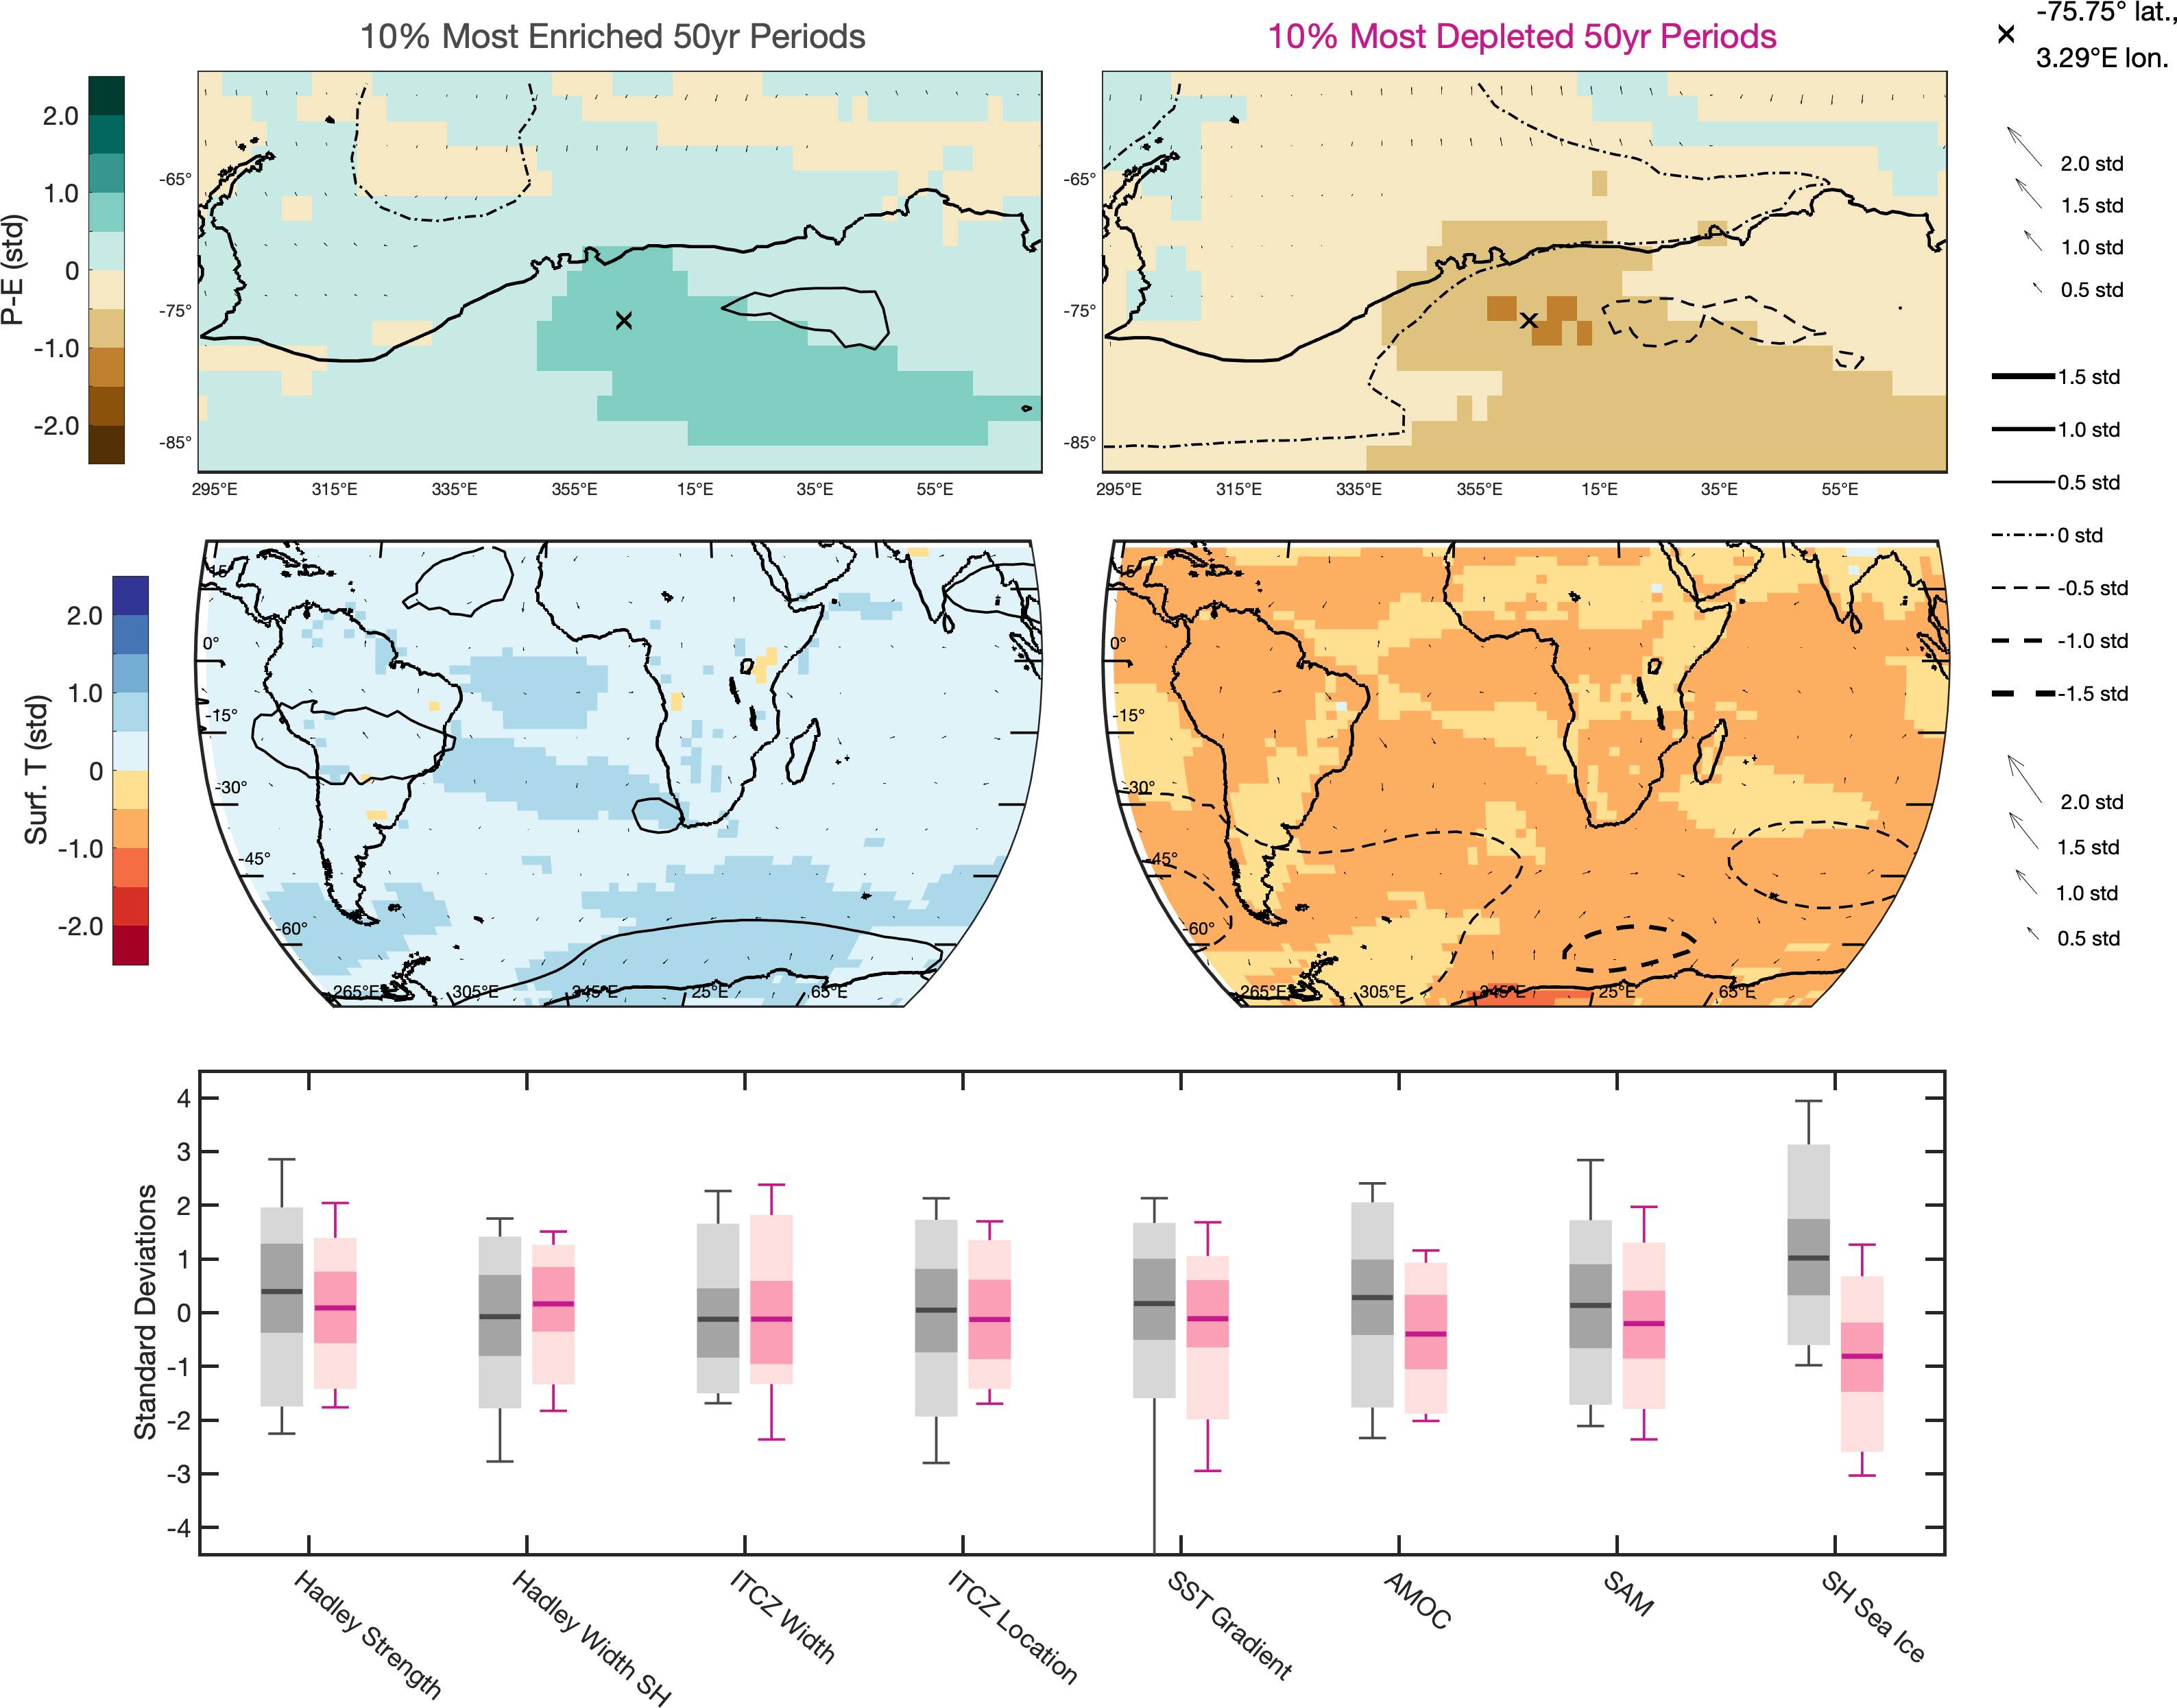 10% Most Enriched 50yr Periods
10% Most Depleted 50yr Periods
-75.75° lat.,
3.29°E lon.
P-E (std)
2.0
1.0
0
-1.0
-2.0
-65°
-75°
-85°
295°E 315°E 335°E 355°E 15°E 35°E 55°E
-65°
-75°
-85°
295°E 315°E 335°E 355°E 15°E 35°E 55°E
2.0 std
1.5 std
1.0 std
0.5 std
1.5 std
1.0 std
0.5 std
0 std
-0.5 std
-1.0 std
-1.5 std
2.0 std
1.5 std
1.0 std
0.5 std
Surf. T (std)
2.0
1.0
0
-1.0
-2.0
15°
0°
-15°
-30°
-45°
-60°
265°E 305°E 345°E 25°E 65°E
15°
0°
-15°
-30°
-45°
-60°
265°E 305°E 345°E 25°E 65°E
Standard Deviations
4
3
2
1
0
-1
-2
-3
-4
Hadley Strength
Hadley Width SH
ITCZ Width
ITCZ Location
SST Gradient
AMOC
SAM
SH Sea Ice